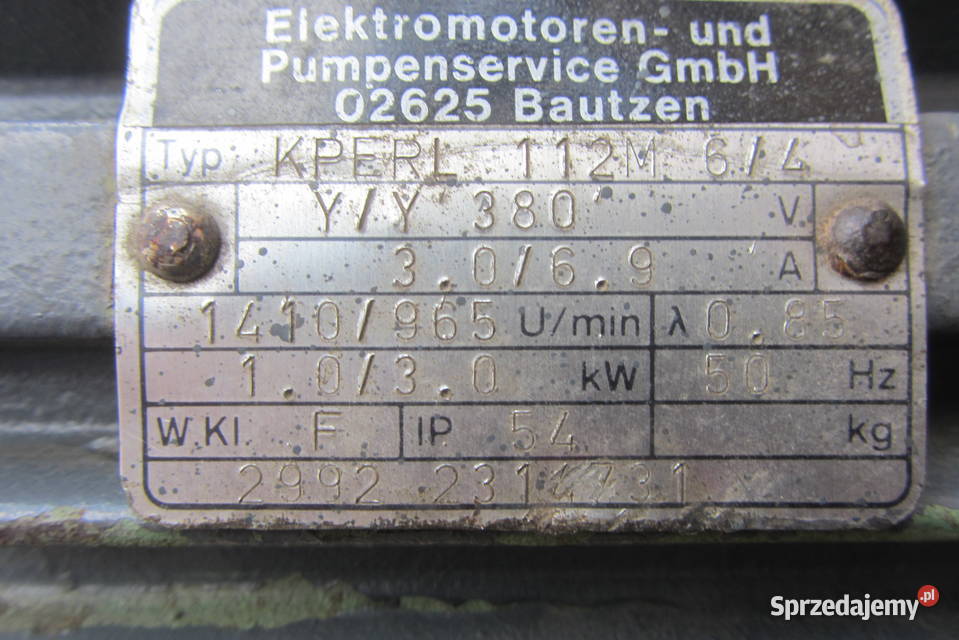 Elektromotoren- und
Pumpenservice GmbH
02625 Bautzen
Typ KPERL 112M 6/4
Y/Y 380 V
3.0/6.9 A
1410/965 U/min λ 0.85
1.0/3.0 kW 50 Hz
W.Kl. F IP 54 kg
2992 2311731
Sprzedajemy.pl